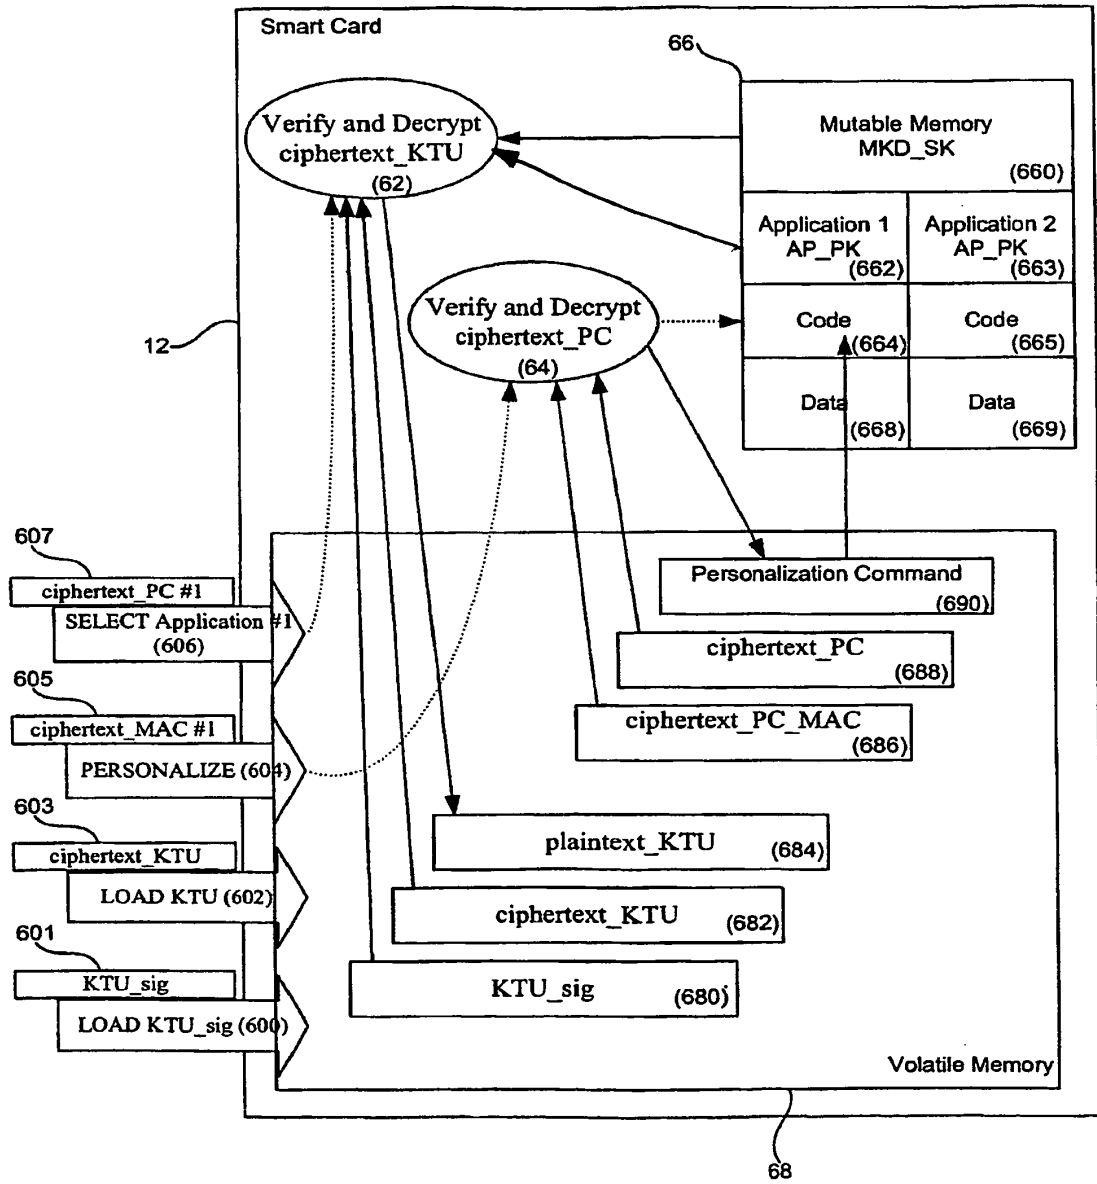 Smart Card
66
Verify and Decrypt
ciphertext_KTU
(62)
Mutable Memory
MKD_SK
(660)
Application 1
AP_PK
(662)
Application 2
AP_PK
(663)
Verify and Decrypt
ciphertext_PC
(64)
Code
(664)
Code
(665)
12
Data
(668)
Data
(669)
607
ciphertext_PC #1
SELECT Application #1
(606)
Personalization Command
(690)
ciphertext_PC
(688)
605
ciphertext_MAC #1
PERSONALIZE (604)
ciphertext_PC_MAC
(686)
603
ciphertext_KTU
LOAD KTU (602)
plaintext_KTU
(684)
ciphertext_KTU
(682)
601
KTU_sig
LOAD KTU_sig (600)
KTU_sig
(680)
Volatile Memory
68